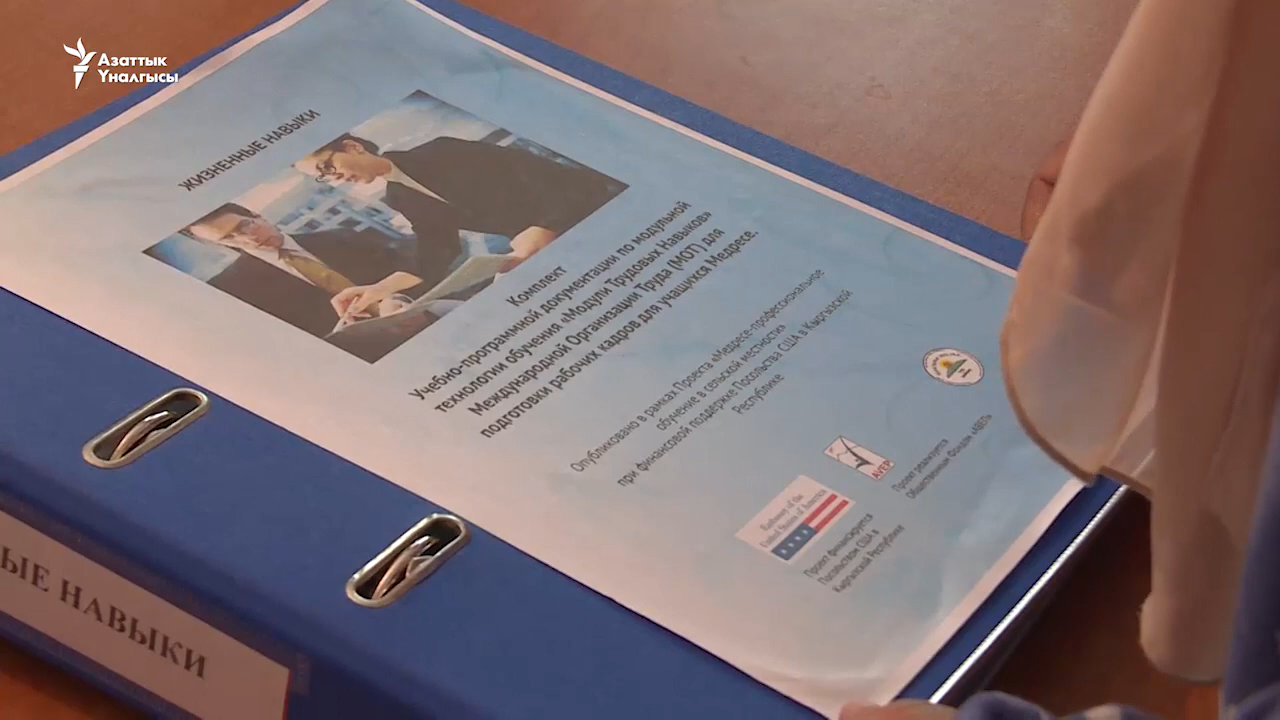 Азаттык
Үналгысы
ЖИЗНЕННЫЕ НАВЫКИ
Комплект
Учебно-программной документации по модульной
технологии обучения «Модули Трудовых Навыков»
Международной Организации Труда (МОТ) для
подготовки рабочих кадров для учащихся Медресе.
Опубликовано в рамках Проекта «Медресе-профессиональное
обучение в сельской местности»
при финансовой поддержке Посольства США в Кыргызской
Республике
Embassy of the
United States of America
Проект финансируется
Посольством США в
Кыргызской Республике
АУЕР
Проект реализуется
Общественным Фондом «АВЕП»
ЫЕ НАВЫКИ